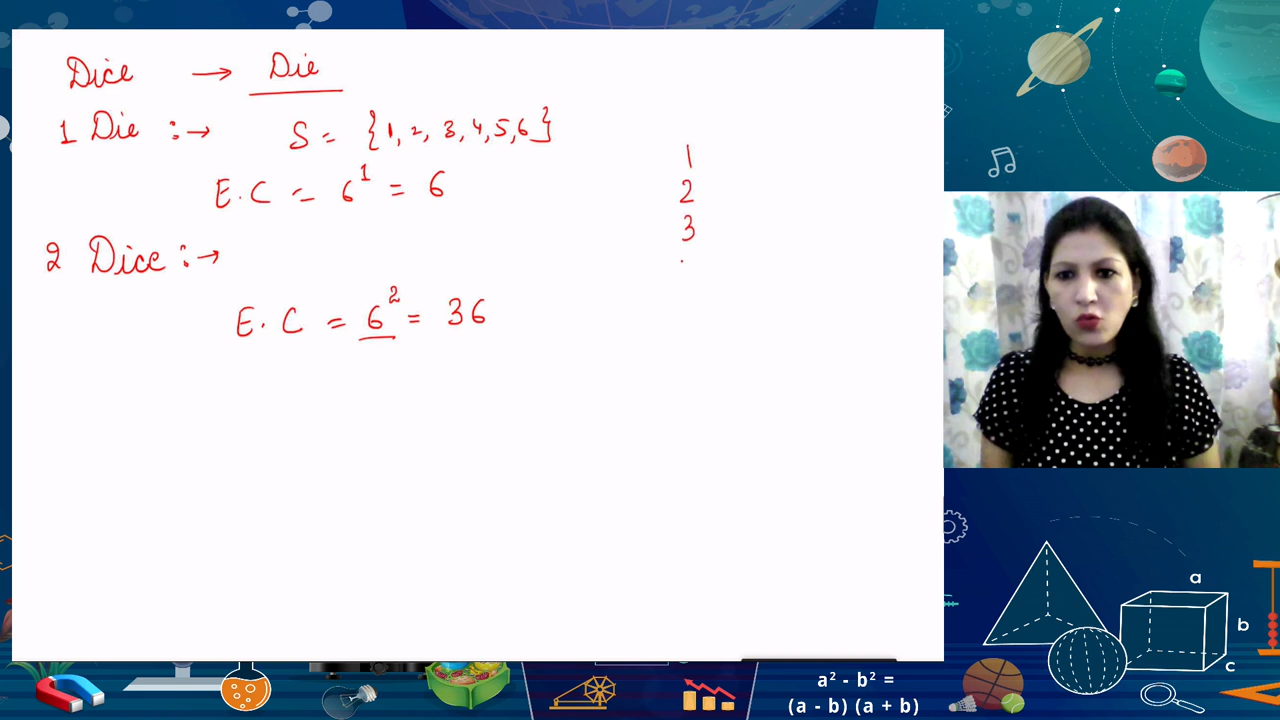 Dice → Die
1 Die :→ S = {1, 2, 3, 4, 5, 6}
E.C = 6¹ = 6
2 Dice :→
E.C = 6² = 36
1
2
3
.
a
b
c
a² - b² =
(a - b) (a + b)